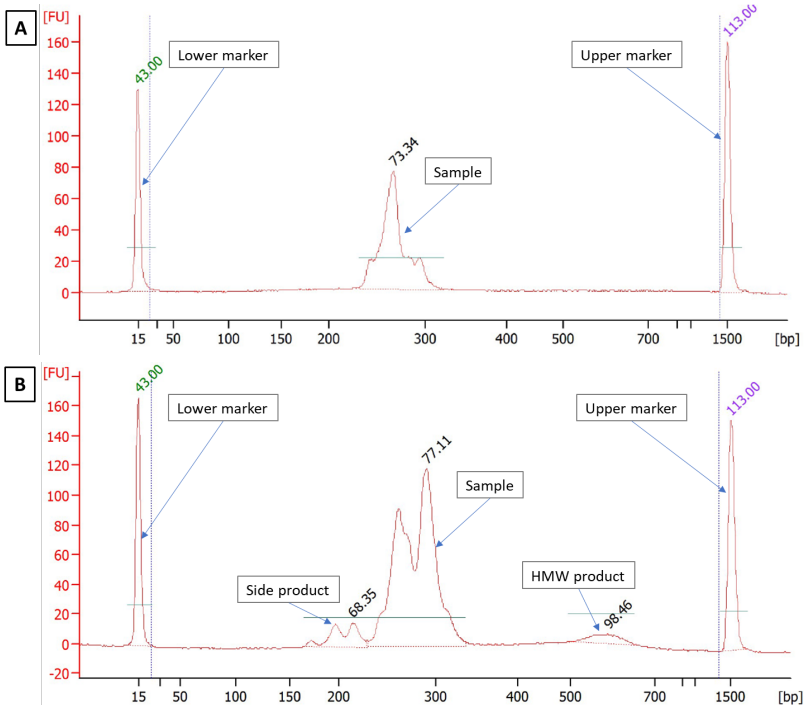 A
[FU]
160
140
120
100
80
60
40
20
0
43.00
Lower marker
73.34
Sample
Upper marker
113.00
15 50 100 150 200 300 400 500 700 1500 [bp]
B
[FU]
160
140
120
100
80
60
40
20
0
-20
43.00
Lower marker
Side product
68.35
77.11
Sample
HMW product
98.46
Upper marker
113.00
15 50 100 150 200 300 400 500 700 1500 [bp]